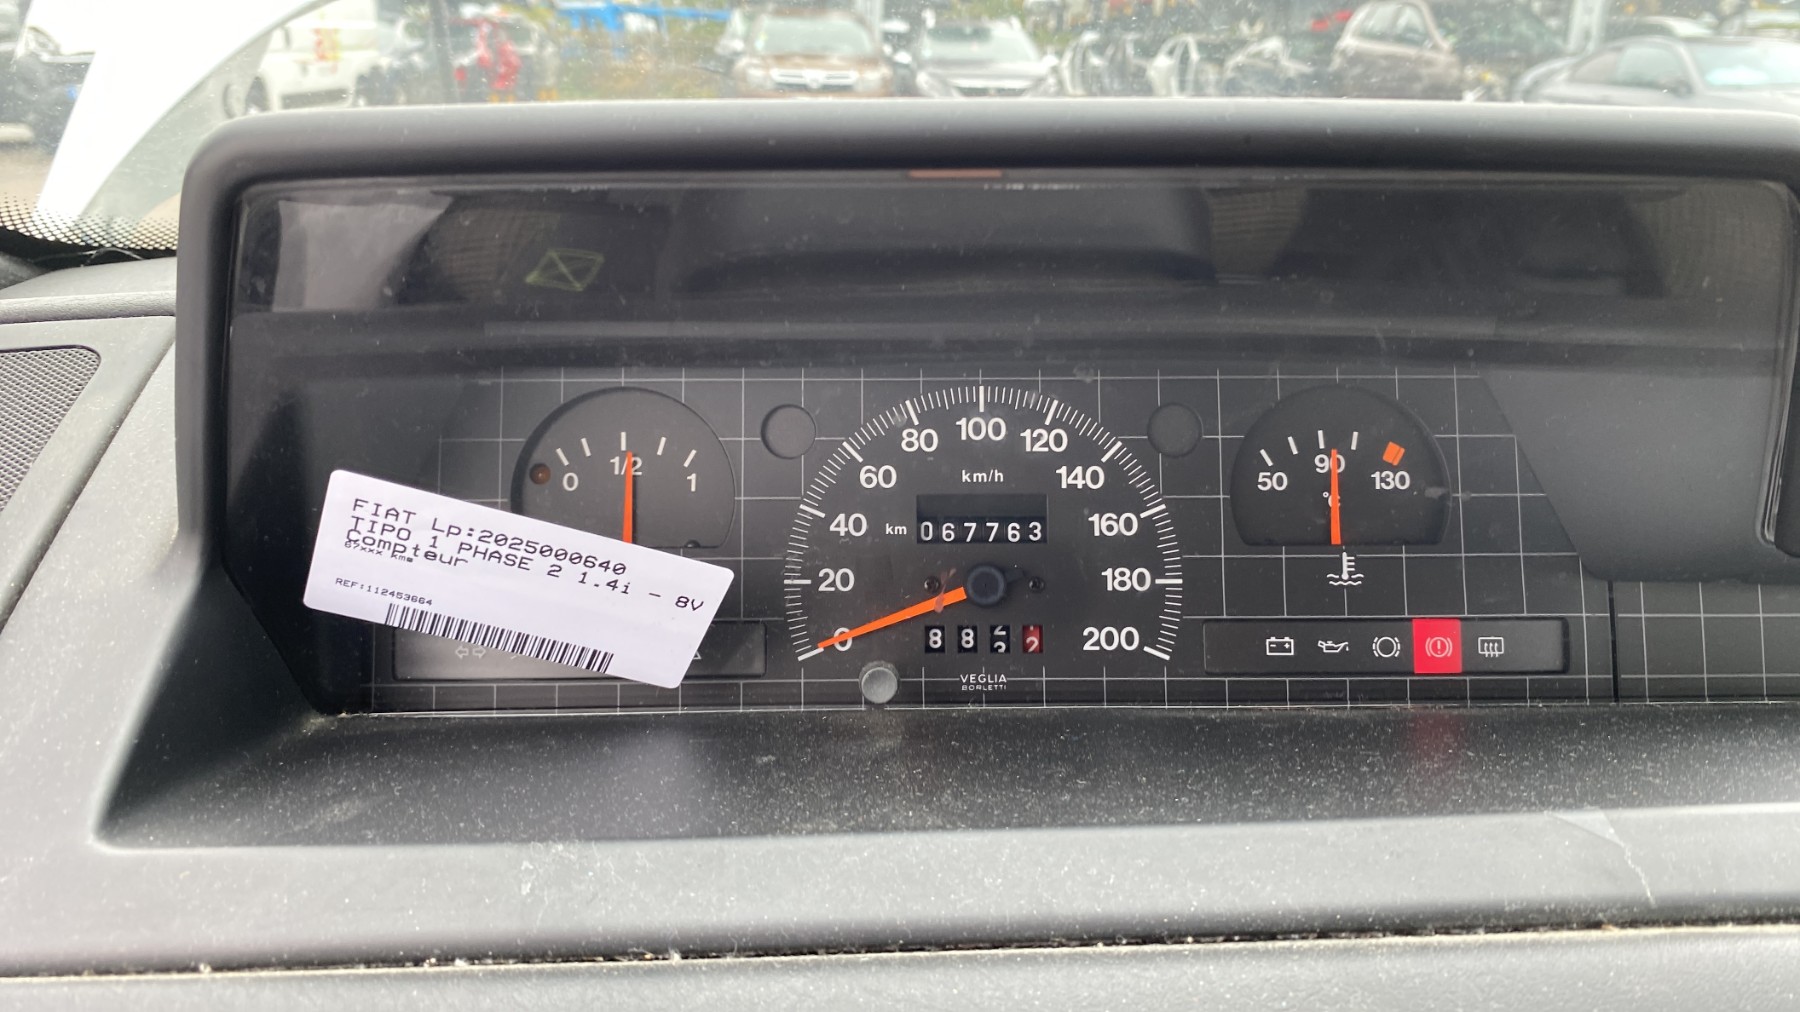 FIAT Lp:2025000640
TIPO 1 PHASE 2 1.4i - 8V
Compteur
67xxx kms
REF:112453664
0 1/2 1
0 20 40 60 80 100 120 140 160 180 200
km/h
km 067763
8 8
VEGLIA
BORLETTI
50 90 130
°C